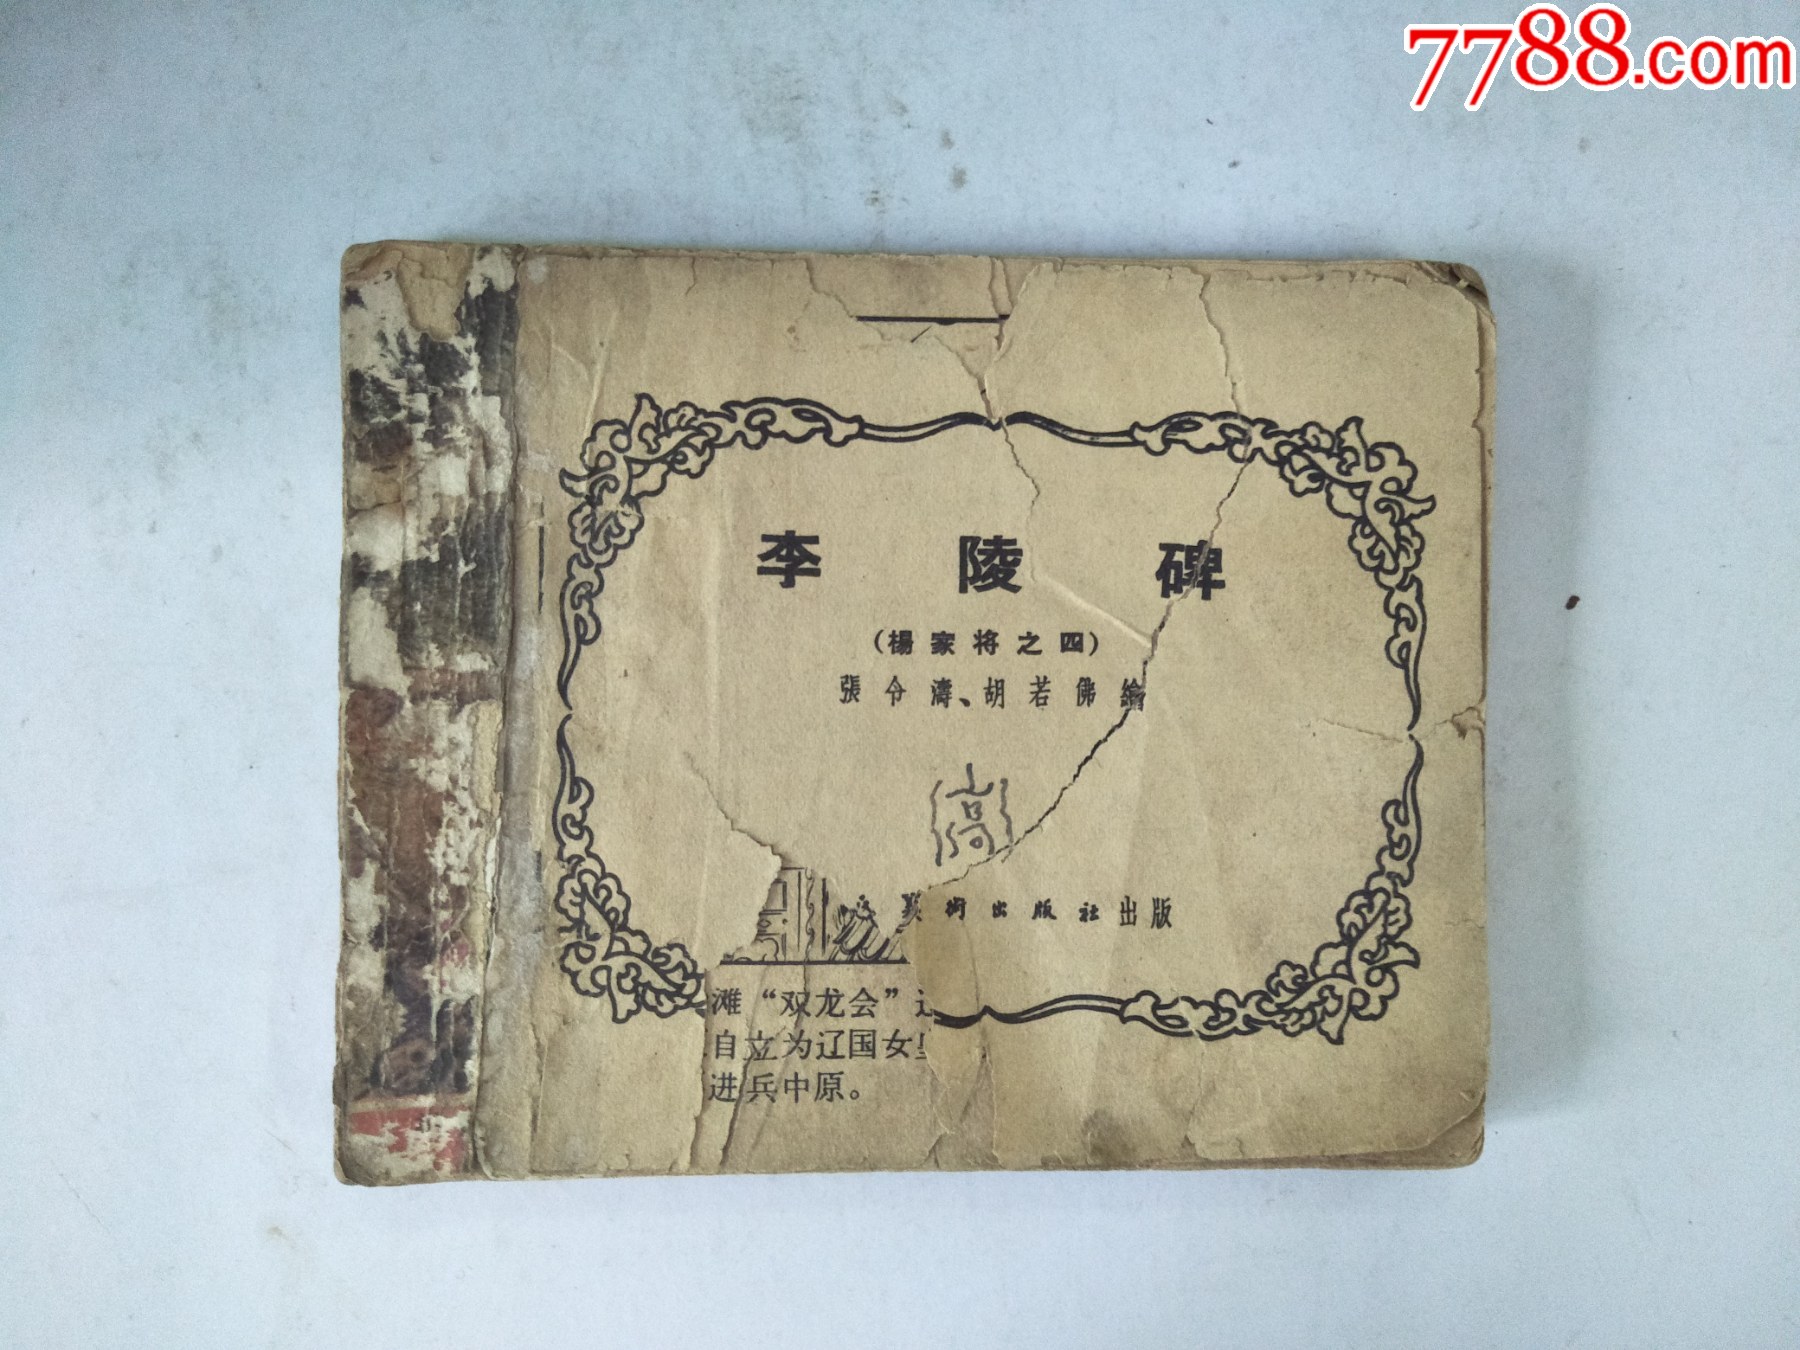 7788.com
李陵碑
(楊家将之四)
張令濤、胡若佛繪
美術出版社出版
滩“双龙会”
自立为辽国女
进兵中原。